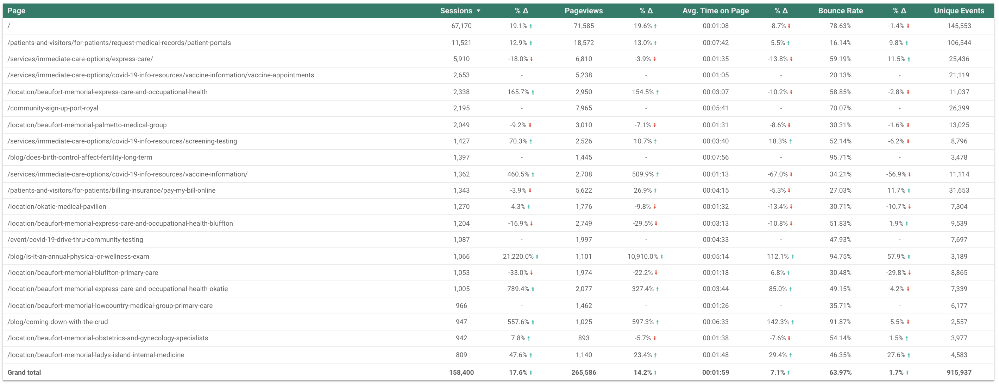 Page Sessions % Δ Pageviews % Δ Avg. Time on Page % Δ Bounce Rate % Δ Unique Events
/ 67,170 19.1% 71,585 19.6% 00:01:08 -8.7% 78.63% -1.4% 145,553
/patients-and-visitors/for-patients/request-medical-records/patient-portals 11,521 12.9% 18,572 13.0% 00:07:42 5.5% 16.14% 9.8% 106,544
/services/immediate-care-options/express-care/ 5,910 -18.0% 6,810 -3.9% 00:01:35 -13.8% 59.19% 11.5% 25,436
/services/immediate-care-options/covid-19-info-resources/vaccine-information/vaccine-appointments 2,653 - 5,238 - 00:01:05 - 20.13% - 21,119
/location/beaufort-memorial-express-care-and-occupational-health 2,338 165.7% 2,950 154.5% 00:03:07 -10.2% 58.85% -2.8% 11,037
/community-sign-up-port-royal 2,195 - 7,965 - 00:05:41 - 70.07% - 26,399
/location/beaufort-memorial-palmetto-medical-group 2,049 -9.2% 3,010 -7.1% 00:01:31 -8.6% 30.31% -1.6% 13,025
/services/immediate-care-options/covid-19-info-resources/screening-testing 1,427 70.3% 2,526 10.7% 00:03:40 18.3% 52.14% -6.2% 8,796
/blog/does-birth-control-affect-fertility-long-term 1,397 - 1,445 - 00:07:56 - 95.71% - 3,478
/services/immediate-care-options/covid-19-info-resources/vaccine-information/ 1,362 460.5% 2,708 509.9% 00:01:13 -67.0% 34.21% -56.9% 11,114
/patients-and-visitors/for-patients/billing-insurance/pay-my-bill-online 1,343 -3.9% 5,622 26.9% 00:04:15 -5.3% 27.03% 11.7% 31,653
/location/okatie-medical-pavilion 1,270 4.3% 1,776 -9.8% 00:01:32 -13.4% 30.71% -10.7% 7,304
/location/beaufort-memorial-express-care-and-occupational-health-bluffton 1,204 -16.9% 2,749 -29.5% 00:03:13 -10.8% 51.83% 1.9% 9,539
/event/covid-19-drive-thru-community-testing 1,087 - 1,997 - 00:04:33 - 47.93% - 7,697
/blog/is-it-an-annual-physical-or-wellness-exam 1,066 21,220.0% 1,101 10,910.0% 00:05:14 112.1% 94.75% 57.9% 3,189
/location/beaufort-memorial-bluffton-primary-care 1,053 -33.0% 1,974 -22.2% 00:01:18 6.8% 30.48% -29.8% 8,865
/location/beaufort-memorial-express-care-and-occupational-health-okatie 1,005 789.4% 2,077 327.4% 00:03:44 85.0% 49.15% -4.2% 7,339
/location/beaufort-memorial-lowcountry-medical-group-primary-care 966 - 1,462 - 00:01:26 - 35.71% - 6,177
/blog/coming-down-with-the-crud 947 557.6% 1,025 597.3% 00:06:33 142.3% 91.87% -5.5% 2,557
/location/beaufort-memorial-obstetrics-and-gynecology-specialists 942 7.8% 893 -5.7% 00:01:38 -7.6% 54.14% 1.5% 3,977
/location/beaufort-memorial-ladys-island-internal-medicine 809 47.6% 1,140 23.4% 00:01:48 29.4% 46.35% 27.6% 4,583
Grand total 158,400 17.6% 265,586 14.2% 00:01:59 7.1% 63.97% 1.7% 915,937